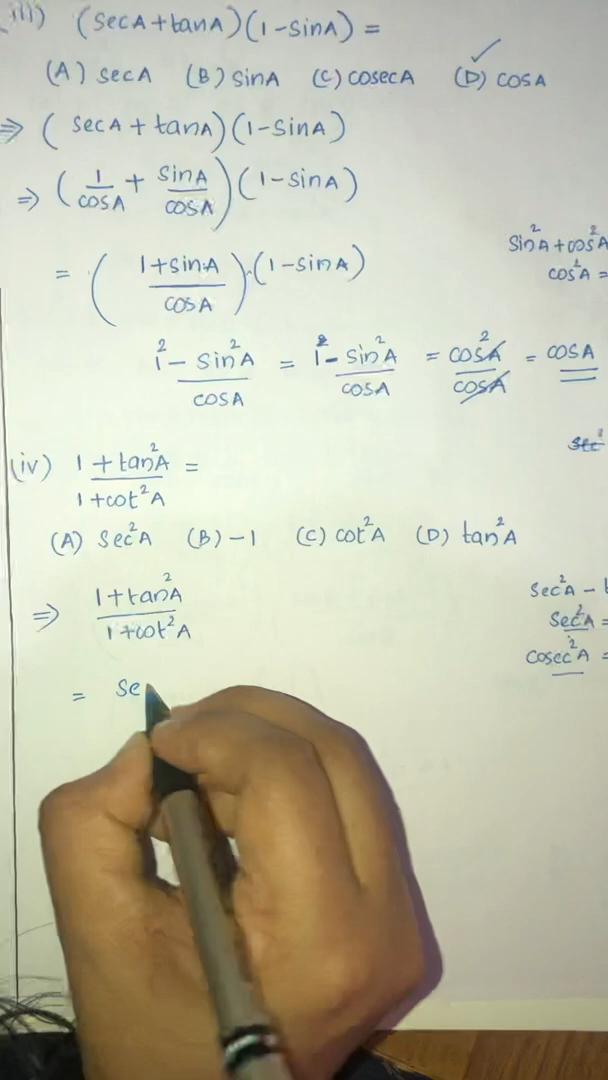 (iii) (secA+tanA)(1-sinA) =
(A) secA (B) sinA (C) cosecA (D) cosA
⇒ (secA + tanA)(1-sinA)
⇒ (1/cosA + sinA/cosA)(1-sinA)
= (1+sinA/cosA).(1-sinA)
sin²A+cos²A
cos²A =
1²-sin²A/cosA = 1²-sin²A/cosA = cos²A/cosA = cosA
(iv) 1+tan²A/1+cot²A =
(A) sec²A (B) -1 (C) cot²A (D) tan²A
⇒ 1+tan²A/1+cot²A
sec²A - t
sec²A =
cosec²A =
= se